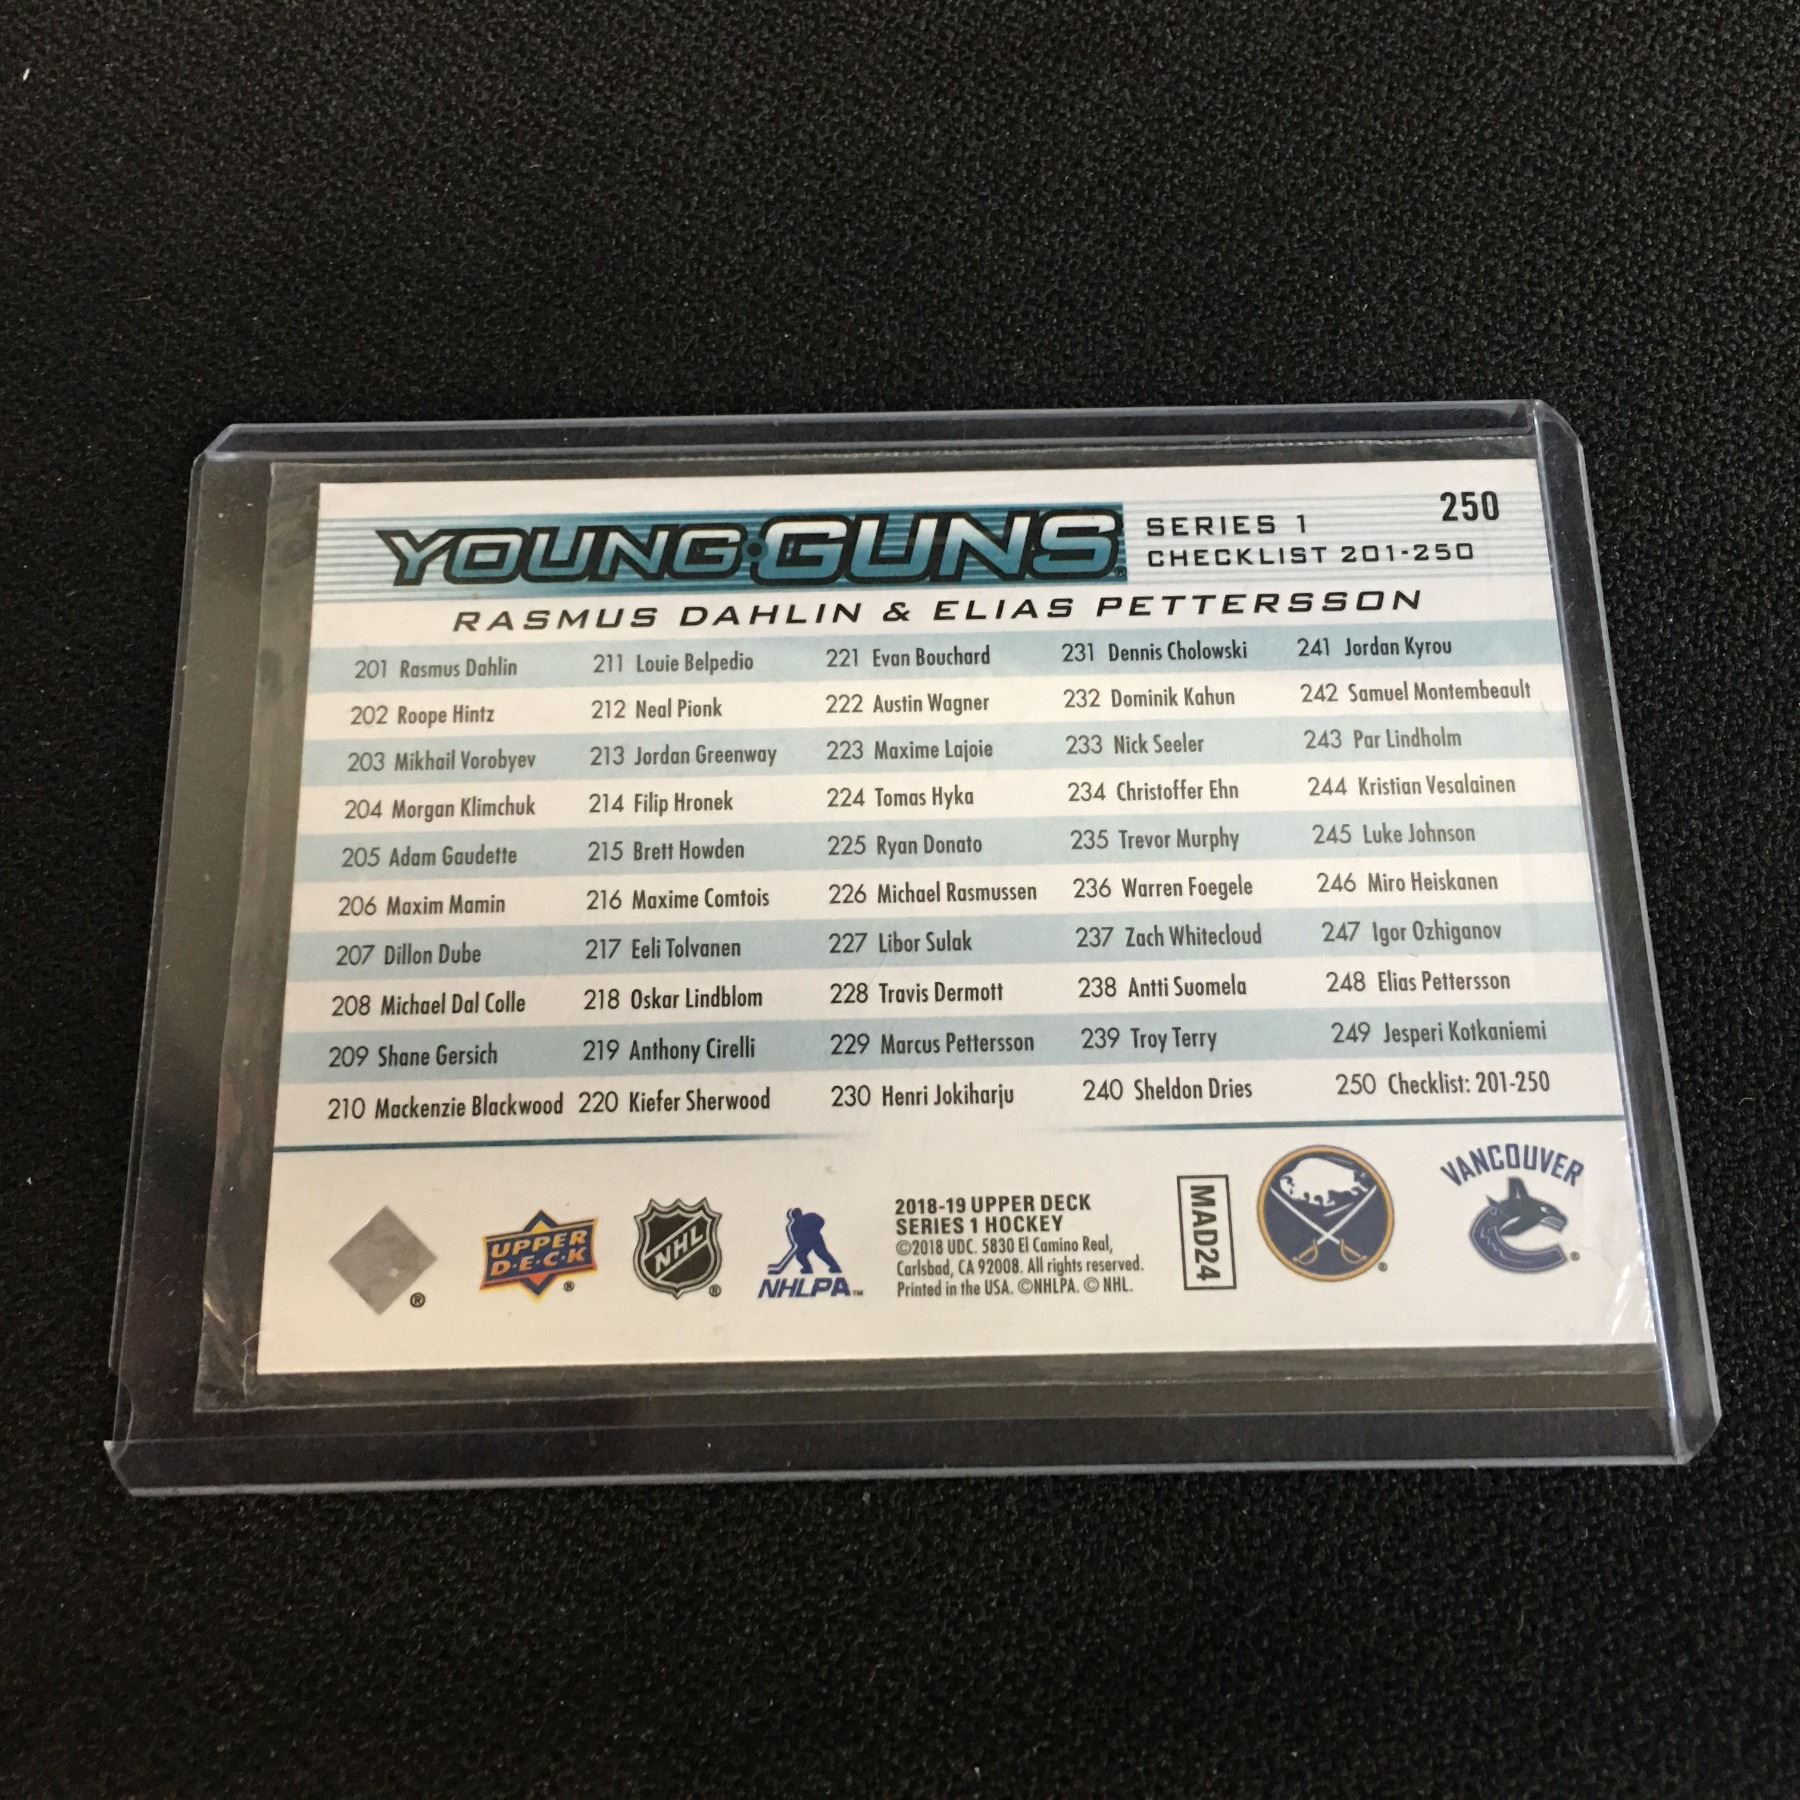 YOUNG GUNS®
SERIES 1
CHECKLIST 201-250
250
RASMUS DAHLIN & ELIAS PETTERSSON
201 Rasmus Dahlin
202 Roope Hintz
203 Mikhail Vorobyev
204 Morgan Klimchuk
205 Adam Gaudette
206 Maxim Mamin
207 Dillon Dube
208 Michael Dal Colle
209 Shane Gersich
210 Mackenzie Blackwood
211 Louie Belpedio
212 Neal Pionk
213 Jordan Greenway
214 Filip Hronek
215 Brett Howden
216 Maxime Comtois
217 Eeli Tolvanen
218 Oskar Lindblom
219 Anthony Cirelli
220 Kiefer Sherwood
221 Evan Bouchard
222 Austin Wagner
223 Maxime Lajoie
224 Tomas Hyka
225 Ryan Donato
226 Michael Rasmussen
227 Libor Sulak
228 Travis Dermott
229 Marcus Pettersson
230 Henri Jokiharju
231 Dennis Cholowski
232 Dominik Kahun
233 Nick Seeler
234 Christoffer Ehn
235 Trevor Murphy
236 Warren Foegele
237 Zach Whitecloud
238 Antti Suomela
239 Troy Terry
240 Sheldon Dries
241 Jordan Kyrou
242 Samuel Montembeault
243 Par Lindholm
244 Kristian Vesalainen
245 Luke Johnson
246 Miro Heiskanen
247 Igor Ozhiganov
248 Elias Pettersson
249 Jesperi Kotkaniemi
250 Checklist: 201-250
®
UPPER
D·E·C·K
®
NHL
®
NHLPA™
2018-19 UPPER DECK
SERIES 1 HOCKEY
©2018 UDC. 5830 El Camino Real,
Carlsbad, CA 92008. All rights reserved.
Printed in the USA. ©NHLPA. © NHL.
MAD24
®
VANCOUVER
®